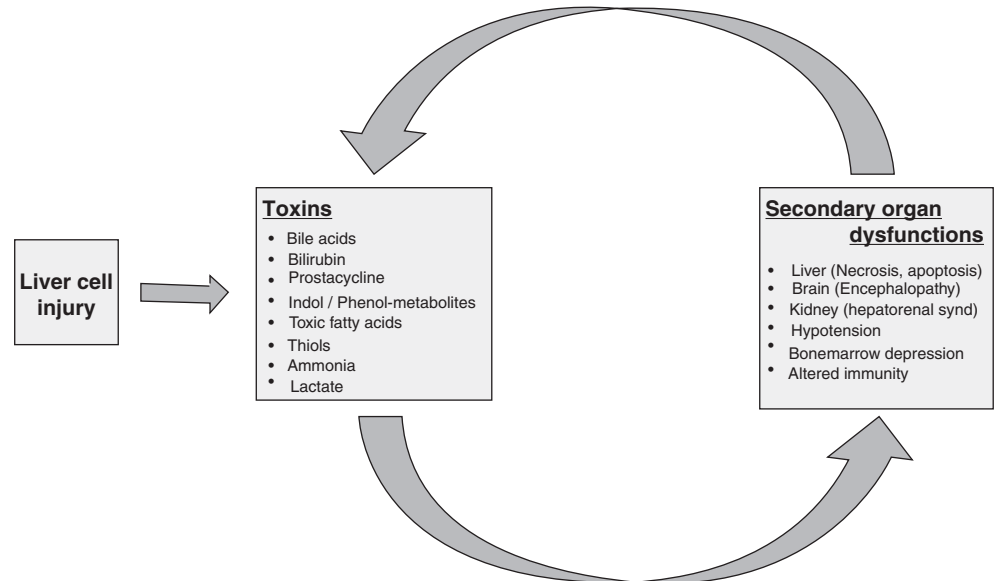 Liver cell
injury
Toxins
• Bile acids
• Bilirubin
• Prostacycline
• Indol / Phenol-metabolites
• Toxic fatty acids
• Thiols
• Ammonia
• Lactate
Secondary organ
dysfunctions
• Liver (Necrosis, apoptosis)
• Brain (Encephalopathy)
• Kidney (hepatorenal synd)
• Hypotension
• Bonemarrow depression
• Altered immunity